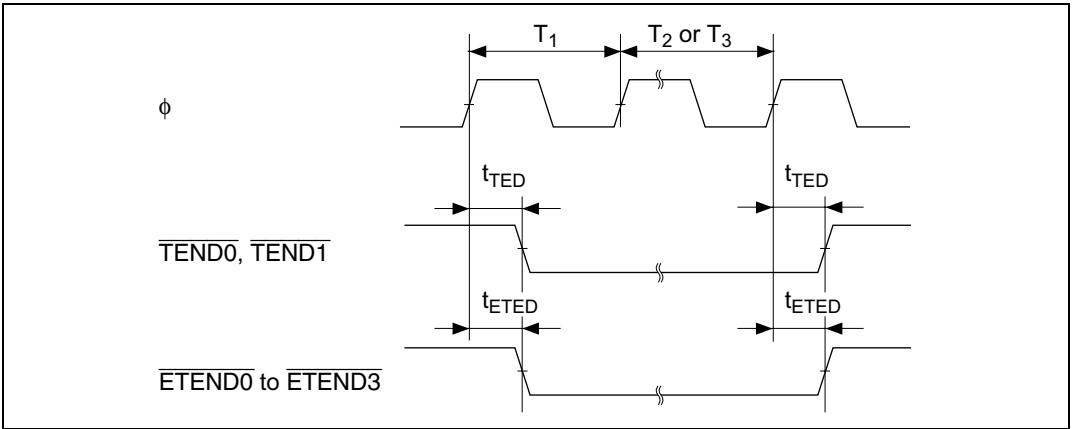 T1 T2 or T3
ϕ
tTED tTED
TEND0, TEND1
tETED tETED
ETEND0 to ETEND3